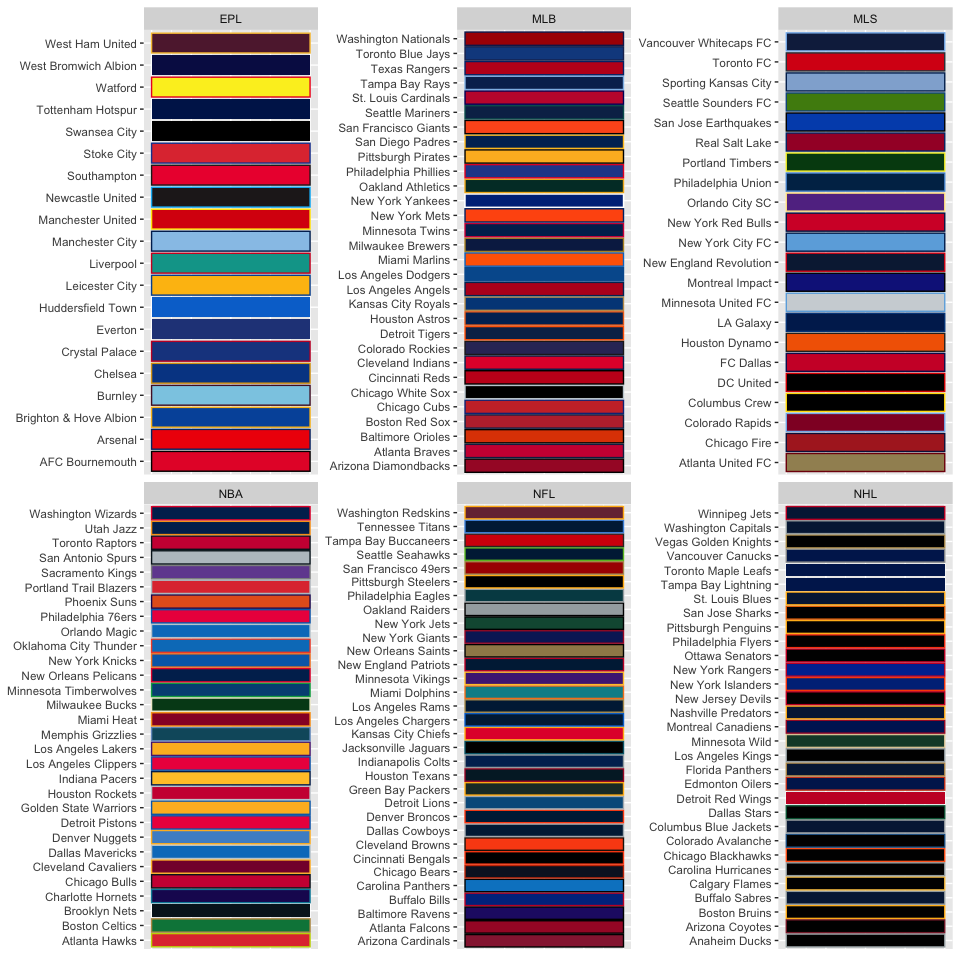 EPL
West Ham United
West Bromwich Albion
Watford
Tottenham Hotspur
Swansea City
Stoke City
Southampton
Newcastle United
Manchester United
Manchester City
Liverpool
Leicester City
Huddersfield Town
Everton
Crystal Palace
Chelsea
Burnley
Brighton & Hove Albion
Arsenal
AFC Bournemouth
MLB
Washington Nationals
Toronto Blue Jays
Texas Rangers
Tampa Bay Rays
St. Louis Cardinals
Seattle Mariners
San Francisco Giants
San Diego Padres
Pittsburgh Pirates
Philadelphia Phillies
Oakland Athletics
New York Yankees
New York Mets
Minnesota Twins
Milwaukee Brewers
Miami Marlins
Los Angeles Dodgers
Los Angeles Angels
Kansas City Royals
Houston Astros
Detroit Tigers
Colorado Rockies
Cleveland Indians
Cincinnati Reds
Chicago White Sox
Chicago Cubs
Boston Red Sox
Baltimore Orioles
Atlanta Braves
Arizona Diamondbacks
MLS
Vancouver Whitecaps FC
Toronto FC
Sporting Kansas City
Seattle Sounders FC
San Jose Earthquakes
Real Salt Lake
Portland Timbers
Philadelphia Union
Orlando City SC
New York Red Bulls
New York City FC
New England Revolution
Montreal Impact
Minnesota United FC
LA Galaxy
Houston Dynamo
FC Dallas
DC United
Columbus Crew
Colorado Rapids
Chicago Fire
Atlanta United FC
NBA
Washington Wizards
Utah Jazz
Toronto Raptors
San Antonio Spurs
Sacramento Kings
Portland Trail Blazers
Phoenix Suns
Philadelphia 76ers
Orlando Magic
Oklahoma City Thunder
New York Knicks
New Orleans Pelicans
Minnesota Timberwolves
Milwaukee Bucks
Miami Heat
Memphis Grizzlies
Los Angeles Lakers
Los Angeles Clippers
Indiana Pacers
Houston Rockets
Golden State Warriors
Detroit Pistons
Denver Nuggets
Dallas Mavericks
Cleveland Cavaliers
Chicago Bulls
Charlotte Hornets
Brooklyn Nets
Boston Celtics
Atlanta Hawks
NFL
Washington Redskins
Tennessee Titans
Tampa Bay Buccaneers
Seattle Seahawks
San Francisco 49ers
Pittsburgh Steelers
Philadelphia Eagles
Oakland Raiders
New York Jets
New York Giants
New Orleans Saints
New England Patriots
Minnesota Vikings
Miami Dolphins
Los Angeles Rams
Los Angeles Chargers
Kansas City Chiefs
Jacksonville Jaguars
Indianapolis Colts
Houston Texans
Green Bay Packers
Detroit Lions
Denver Broncos
Dallas Cowboys
Cleveland Browns
Cincinnati Bengals
Chicago Bears
Carolina Panthers
Buffalo Bills
Baltimore Ravens
Atlanta Falcons
Arizona Cardinals
NHL
Winnipeg Jets
Washington Capitals
Vegas Golden Knights
Vancouver Canucks
Toronto Maple Leafs
Tampa Bay Lightning
St. Louis Blues
San Jose Sharks
Pittsburgh Penguins
Philadelphia Flyers
Ottawa Senators
New York Rangers
New York Islanders
New Jersey Devils
Nashville Predators
Montreal Canadiens
Minnesota Wild
Los Angeles Kings
Florida Panthers
Edmonton Oilers
Detroit Red Wings
Dallas Stars
Columbus Blue Jackets
Colorado Avalanche
Chicago Blackhawks
Carolina Hurricanes
Calgary Flames
Buffalo Sabres
Boston Bruins
Arizona Coyotes
Anaheim Ducks